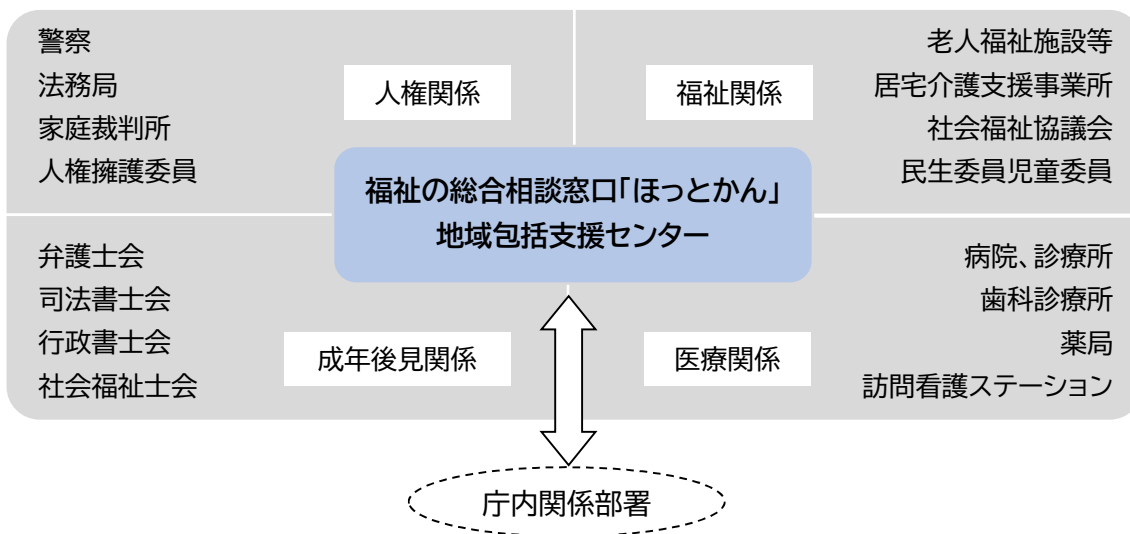 警察
法務局
家庭裁判所
人権擁護委員
人権関係
福祉関係
老人福祉施設等
居宅介護支援事業所
社会福祉協議会
民生委員児童委員
福祉の総合相談窓口「ほっとかん」
地域包括支援センター
弁護士会
司法書士会
行政書士会
社会福祉士会
成年後見関係
医療関係
病院、診療所
歯科診療所
薬局
訪問看護ステーション
庁内関係部署